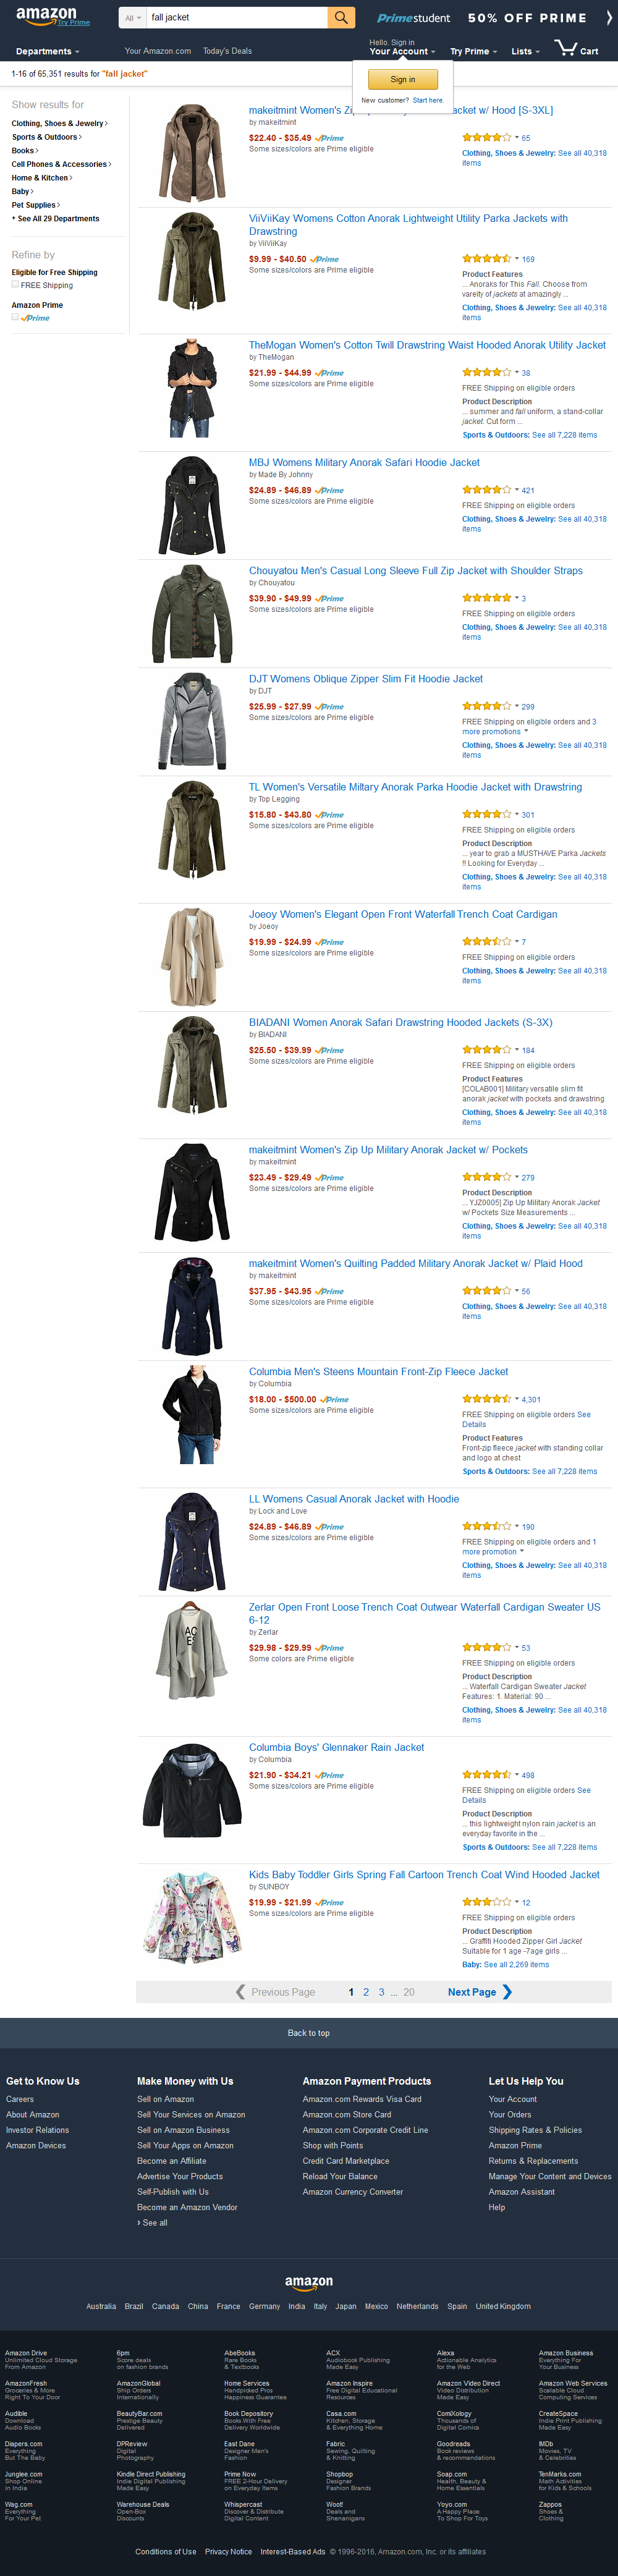 amazon
Try Prime
All
fall jacket
Prime student
50% OFF PRIME
Departments
Your Amazon.com
Today's Deals
Hello. Sign in
Your Account
Try Prime
Lists
Cart
Sign in
New customer? Start here.
1-16 of 65,351 results for "fall jacket"
Show results for
Clothing, Shoes & Jewelry
Sports & Outdoors
Books
Cell Phones & Accessories
Home & Kitchen
Baby
Pet Supplies
+ See All 29 Departments
Refine by
Eligible for Free Shipping
FREE Shipping
Amazon Prime
Prime
makeitmint Women's
acket w/ Hood [S-3XL]
by makeitmint
$22.40 - $35.49 Prime
Some sizes/colors are Prime eligible
65
Clothing, Shoes & Jewelry: See all 40,318
items
ViiViiKay Womens Cotton Anorak Lightweight Utility Parka Jackets with
Drawstring
by ViiViiKay
$9.99 - $40.50 Prime
Some sizes/colors are Prime eligible
169
Product Features
... Anoraks for This Fall. Choose from
vareity of jackets at amazingly ...
Clothing, Shoes & Jewelry: See all 40,318
items
TheMogan Women's Cotton Twill Drawstring Waist Hooded Anorak Utility Jacket
by TheMogan
$21.99 - $44.99 Prime
Some sizes/colors are Prime eligible
38
FREE Shipping on eligible orders
Product Description
... summer and fall uniform, a stand-collar
jacket. Cut form ...
Sports & Outdoors: See all 7,228 items
MBJ Womens Military Anorak Safari Hoodie Jacket
by Made By Johnny
$24.89 - $46.89 Prime
Some sizes/colors are Prime eligible
421
FREE Shipping on eligible orders
Clothing, Shoes & Jewelry: See all 40,318
items
Chouyatou Men's Casual Long Sleeve Full Zip Jacket with Shoulder Straps
by Chouyatou
$39.90 - $49.99 Prime
Some sizes/colors are Prime eligible
3
FREE Shipping on eligible orders
Clothing, Shoes & Jewelry: See all 40,318
items
DJT Womens Oblique Zipper Slim Fit Hoodie Jacket
by DJT
$25.99 - $27.99 Prime
Some sizes/colors are Prime eligible
299
FREE Shipping on eligible orders and 3
more promotions
Clothing, Shoes & Jewelry: See all 40,318
items
TL Women's Versatile Miltary Anorak Parka Hoodie Jacket with Drawstring
by Top Legging
$15.80 - $43.80 Prime
Some sizes/colors are Prime eligible
301
FREE Shipping on eligible orders
Product Description
... year to grab a MUSTHAVE Parka Jackets
!! Looking for Everyday ...
Clothing, Shoes & Jewelry: See all 40,318
items
Joeoy Women's Elegant Open Front Waterfall Trench Coat Cardigan
by Joeoy
$19.99 - $24.99 Prime
Some sizes/colors are Prime eligible
7
FREE Shipping on eligible orders
Clothing, Shoes & Jewelry: See all 40,318
items
BIADANI Women Anorak Safari Drawstring Hooded Jackets (S-3X)
by BIADANI
$25.50 - $39.99 Prime
Some sizes/colors are Prime eligible
184
FREE Shipping on eligible orders
Product Features
[COLAB001] Military versatile slim fit
anorak jacket with pockets and drawstring
Clothing, Shoes & Jewelry: See all 40,318
items
makeitmint Women's Zip Up Military Anorak Jacket w/ Pockets
by makeitmint
$23.49 - $29.49 Prime
Some sizes/colors are Prime eligible
279
Product Description
... YJZ0005] Zip Up Military Anorak Jacket
w/ Pockets Size Measurements ...
Clothing, Shoes & Jewelry: See all 40,318
items
makeitmint Women's Quilting Padded Military Anorak Jacket w/ Plaid Hood
by makeitmint
$37.95 - $43.95 Prime
Some sizes/colors are Prime eligible
56
Clothing, Shoes & Jewelry: See all 40,318
items
Columbia Men's Steens Mountain Front-Zip Fleece Jacket
by Columbia
$18.00 - $500.00 Prime
Some sizes/colors are Prime eligible
4,301
FREE Shipping on eligible orders See
Details
Product Features
Front-zip fleece jacket with standing collar
and logo at chest
Sports & Outdoors: See all 7,228 items
LL Womens Casual Anorak Jacket with Hoodie
by Lock and Love
$24.89 - $46.89 Prime
Some sizes/colors are Prime eligible
190
FREE Shipping on eligible orders and 1
more promotion
Clothing, Shoes & Jewelry: See all 40,318
items
Zerlar Open Front Loose Trench Coat Outwear Waterfall Cardigan Sweater US
6-12
by Zerlar
$29.98 - $29.99 Prime
Some colors are Prime eligible
53
FREE Shipping on eligible orders
Product Description
... Waterfall Cardigan Sweater Jacket
Features: 1. Material: 90 ...
Clothing, Shoes & Jewelry: See all 40,318
items
Columbia Boys' Glennaker Rain Jacket
by Columbia
$21.90 - $34.21 Prime
Some sizes/colors are Prime eligible
498
FREE Shipping on eligible orders See
Details
Product Description
... this lightweight nylon rain jacket is an
everyday favorite in the ...
Sports & Outdoors: See all 7,228 items
Kids Baby Toddler Girls Spring Fall Cartoon Trench Coat Wind Hooded Jacket
by SUNBOY
$19.99 - $21.99 Prime
Some sizes/colors are Prime eligible
12
FREE Shipping on eligible orders
Product Description
... Graffiti Hooded Zipper Girl Jacket
Suitable for 1 age -7age girls ...
Baby: See all 2,269 items
Previous Page 1 2 3 ... 20 Next Page
Back to top
Get to Know Us
Careers
About Amazon
Investor Relations
Amazon Devices
Make Money with Us
Sell on Amazon
Sell Your Services on Amazon
Sell on Amazon Business
Sell Your Apps on Amazon
Become an Affiliate
Advertise Your Products
Self-Publish with Us
Become an Amazon Vendor
› See all
Amazon Payment Products
Amazon.com Rewards Visa Card
Amazon.com Store Card
Amazon.com Corporate Credit Line
Shop with Points
Credit Card Marketplace
Reload Your Balance
Amazon Currency Converter
Let Us Help You
Your Account
Your Orders
Shipping Rates & Policies
Amazon Prime
Returns & Replacements
Manage Your Content and Devices
Amazon Assistant
Help
amazon
Australia Brazil Canada China France Germany India Italy Japan Mexico Netherlands Spain United Kingdom
Amazon Drive
Unlimited Cloud Storage
From Amazon
6pm
Score deals
on fashion brands
AbeBooks
Rare Books
& Textbooks
ACX
Audiobook Publishing
Made Easy
Alexa
Actionable Analytics
for the Web
Amazon Business
Everything For
Your Business
AmazonFresh
Groceries & More
Right To Your Door
AmazonGlobal
Ship Orders
Internationally
Home Services
Handpicked Pros
Happiness Guarantee
Amazon Inspire
Free Digital Educational
Resources
Amazon Video Direct
Video Distribution
Made Easy
Amazon Web Services
Scalable Cloud
Computing Services
Audible
Download
Audio Books
BeautyBar.com
Prestige Beauty
Delivered
Book Depository
Books With Free
Delivery Worldwide
Casa.com
Kitchen, Storage
& Everything Home
ComiXology
Thousands of
Digital Comics
CreateSpace
Indie Print Publishing
Made Easy
Diapers.com
Everything
But The Baby
DPReview
Digital
Photography
East Dane
Designer Men's
Fashion
Fabric
Sewing, Quilting
& Knitting
Goodreads
Book reviews
& recommendations
IMDb
Movies, TV
& Celebrities
Junglee.com
Shop Online
in India
Kindle Direct Publishing
Indie Digital Publishing
Made Easy
Prime Now
FREE 2-Hour Delivery
on Everyday Items
Shopbop
Designer
Fashion Brands
Soap.com
Health, Beauty &
Home Essentials
TenMarks.com
Math Activities
for Kids & Schools
Wag.com
Everything
For Your Pet
Warehouse Deals
Open-Box
Discounts
Whispercast
Discover & Distribute
Digital Content
Woot!
Deals and
Shenanigans
Yoyo.com
A Happy Place
To Shop For Toys
Zappos
Shoes &
Clothing
Conditions of Use Privacy Notice Interest-Based Ads © 1996-2016, Amazon.com, Inc. or its affiliates